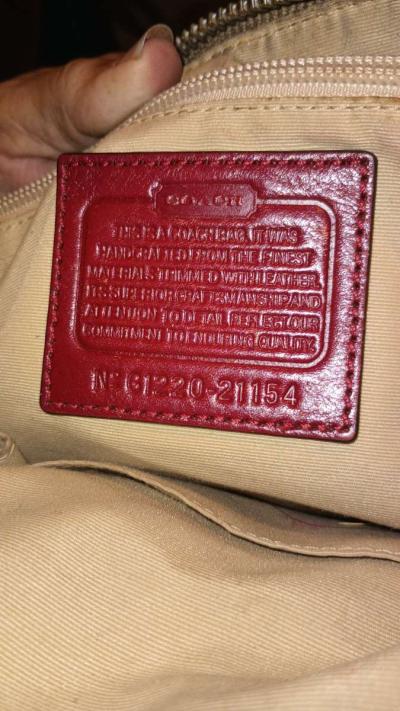 COACH
THIS IS A COACH BAG. IT WAS
HANDCRAFTED FROM THE FINEST
MATERIALS TRIMMED WITH LEATHER.
ITS SUPERIOR CRAFTSMANSHIP AND
ATTENTION TO DETAIL REFLECT OUR
COMMITMENT TO ENDURING QUALITY.
Nº 61220-21154